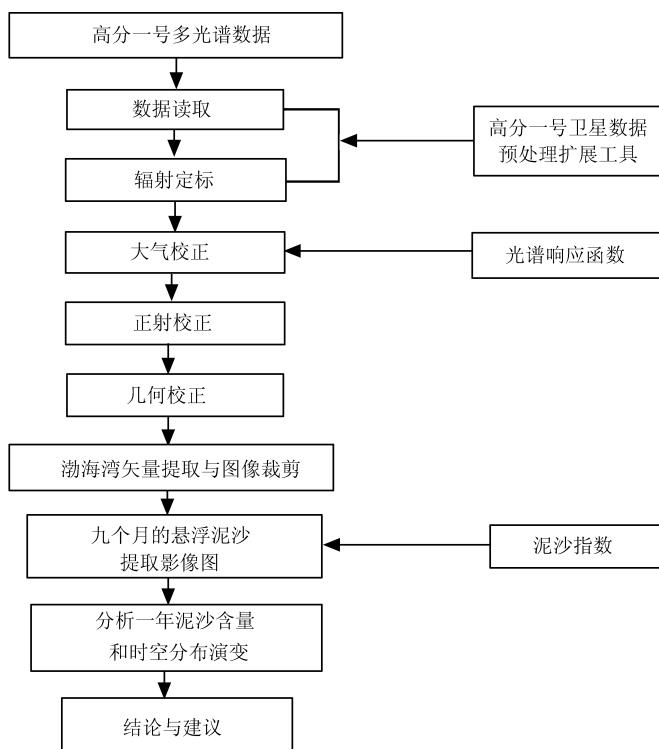 高分一号多光谱数据
数据读取
高分一号卫星数据
预处理扩展工具
辐射定标
大气校正
光谱响应函数
正射校正
几何校正
渤海湾矢量提取与图像裁剪
九个月的悬浮泥沙
提取影像图
泥沙指数
分析一年泥沙含量
和时空分布演变
结论与建议